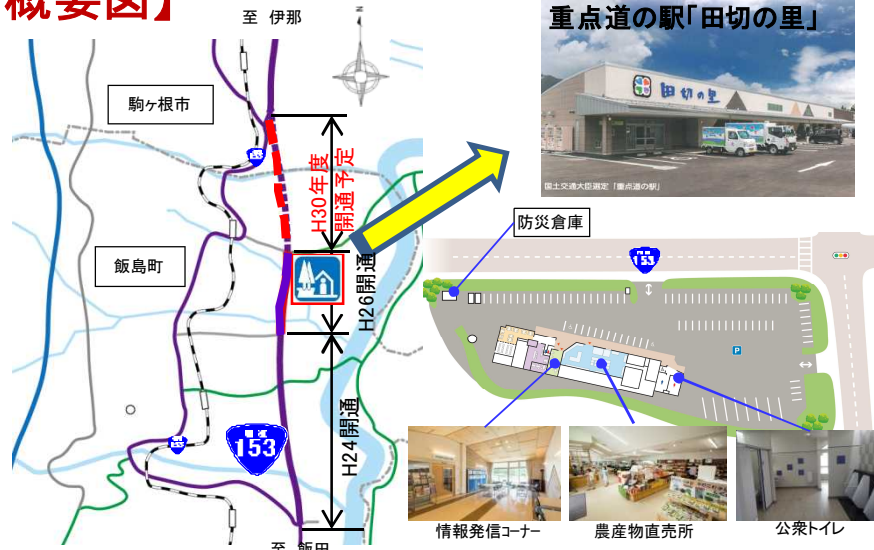 概要図】
至 伊那
N
駒ヶ根市
H30年度
開通予定
飯島町
H26開通
H24開通
国道
153
至 飯田
重点道の駅「田切の里」
田切の里
国土交通大臣選定「重点道の駅」
防災倉庫
153
P
情報発信コーナー
農産物直売所
公衆トイレ